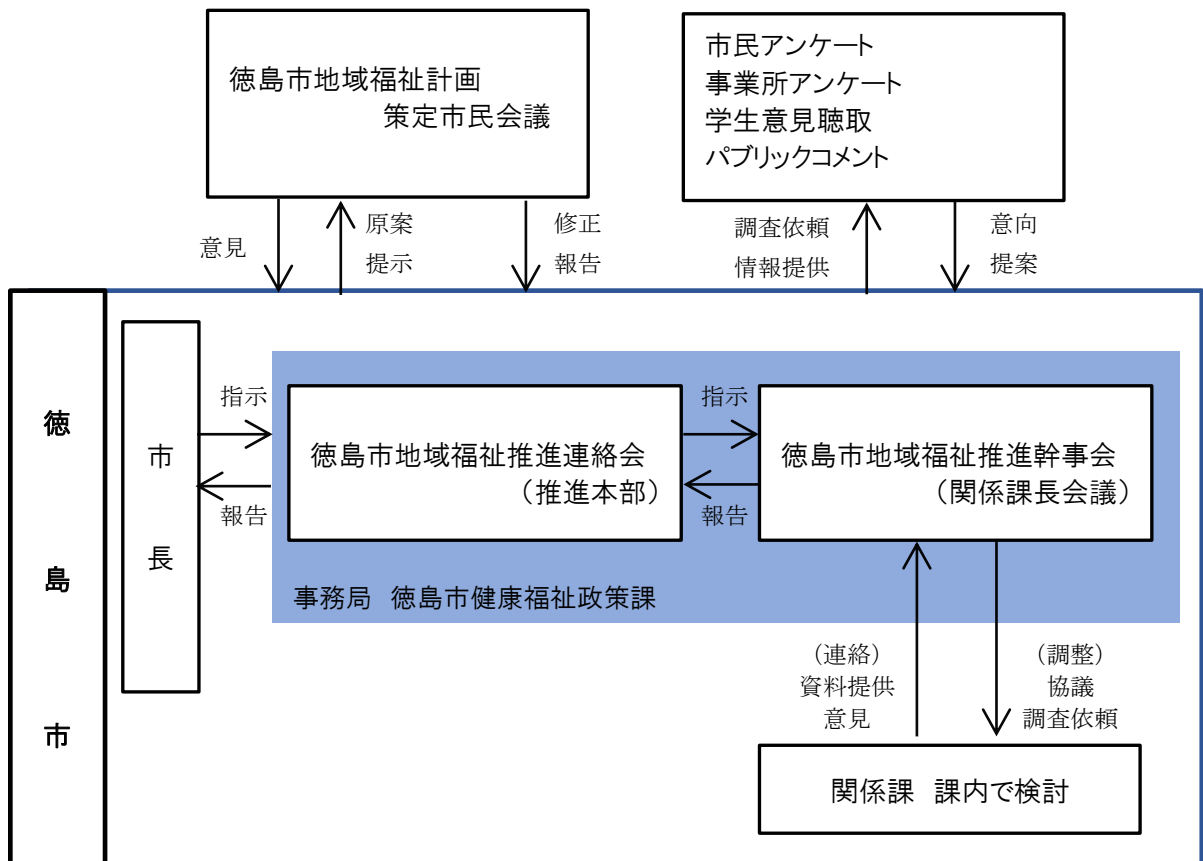 徳島市地域福祉計画
策定市民会議
市民アンケート
事業所アンケート
学生意見聴取
パブリックコメント
意見
原案
提示
修正
報告
調査依頼
情報提供
意向
提案
徳島市
市長
指示
報告
徳島市地域福祉推進連絡会
（推進本部）
指示
報告
徳島市地域福祉推進幹事会
（関係課長会議）
事務局　徳島市健康福祉政策課
（連絡）
資料提供
意見
（調整）
協議
調査依頼
関係課　課内で検討